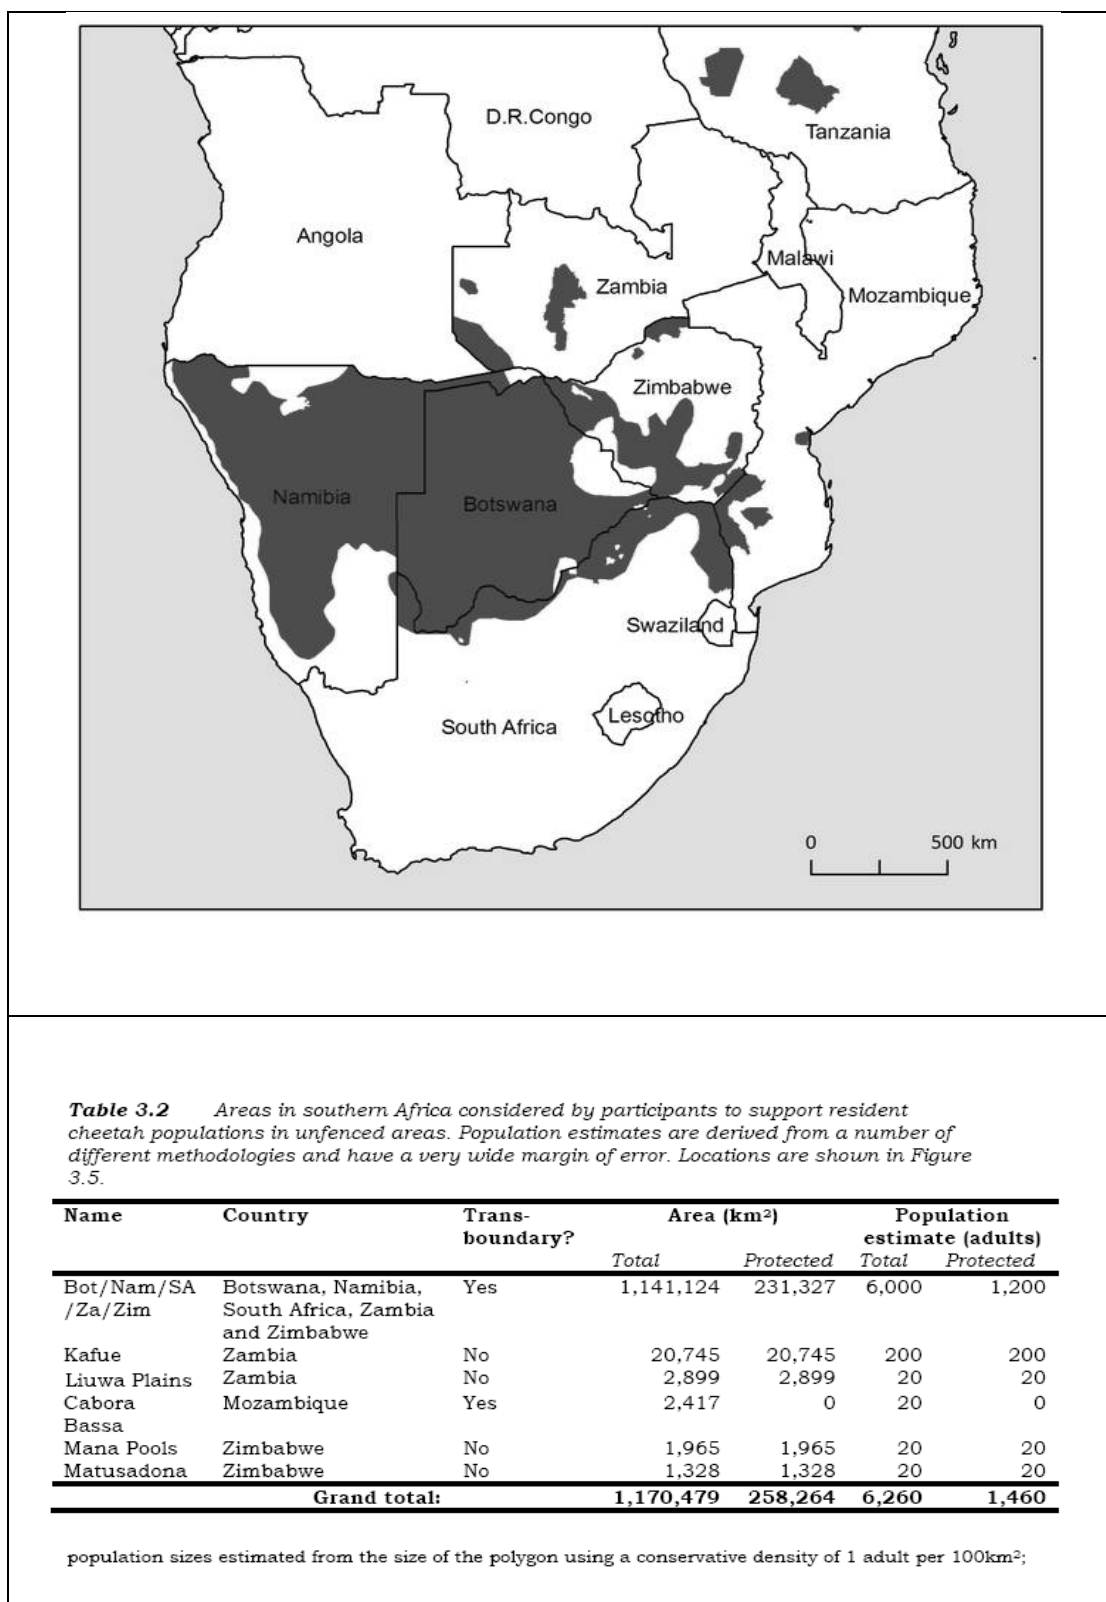 D.R.Congo
Tanzania
Angola
Malawi
Zambia
Mozambique
Zimbabwe
Namibia
Botswana
Swaziland
Lesotho
South Africa
0 500 km
Table 3.2 Areas in southern Africa considered by participants to support resident
cheetah populations in unfenced areas. Population estimates are derived from a number of
different methodologies and have a very wide margin of error. Locations are shown in Figure
3.5.
Name Country Trans- Area (km²) Population
boundary? estimate (adults)
Total Protected Total Protected
Bot/Nam/SA Botswana, Namibia, Yes 1,141,124 231,327 6,000 1,200
/Za/Zim South Africa, Zambia
and Zimbabwe
Kafue Zambia No 20,745 20,745 200 200
Liuwa Plains Zambia No 2,899 2,899 20 20
Cabora Mozambique Yes 2,417 0 20 0
Bassa
Mana Pools Zimbabwe No 1,965 1,965 20 20
Matusadona Zimbabwe No 1,328 1,328 20 20
Grand total: 1,170,479 258,264 6,260 1,460
population sizes estimated from the size of the polygon using a conservative density of 1 adult per 100km²;